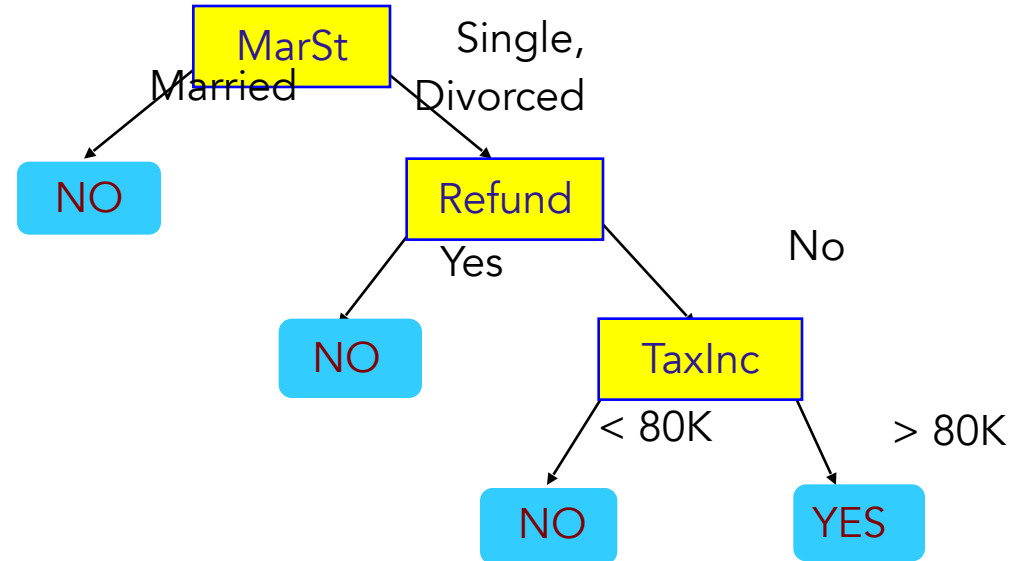 MarSt
Single,
Married
Divorced
NO
Refund
Yes
No
NO
TaxInc
< 80K
> 80K
NO
YES